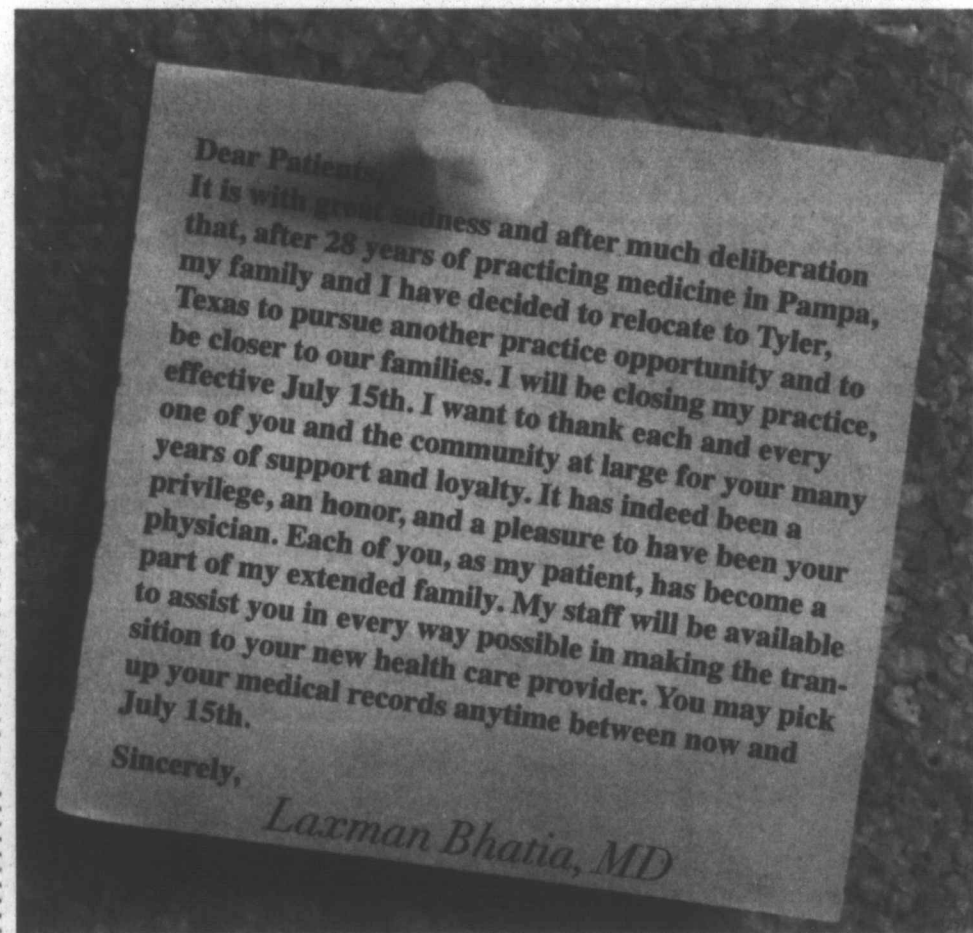 Dear Patients,
It is with great sadness and after much deliberation
that, after 28 years of practicing medicine in Pampa,
my family and I have decided to relocate to Tyler,
Texas to pursue another practice opportunity and to
be closer to our families. I will be closing my practice,
effective July 15th. I want to thank each and every
one of you and the community at large for your many
years of support and loyalty. It has indeed been a
privilege, an honor, and a pleasure to have been your
physician. Each of you, as my patient, has become a
part of my extended family. My staff will be available
to assist you in every way possible in making the tran-
sition to your new health care provider. You may pick
up your medical records anytime between now and
July 15th.
Sincerely,
Laxman Bhatia, MD